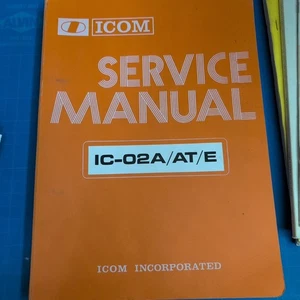 ICOM
SERVICE
MANUAL
IC-02A/AT/E
ICOM INCORPORATED